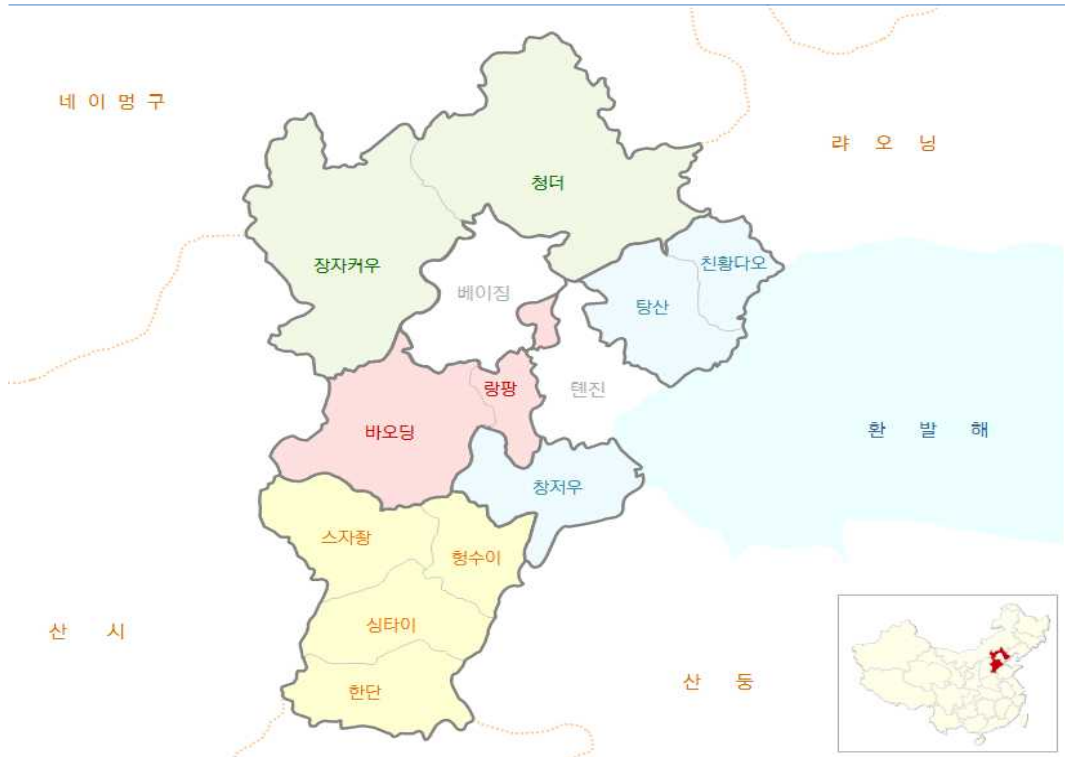 네이멍구
랴오닝
청더
장자커우
친황다오
베이징
탕산
랑팡
톈진
바오딩
환발해
창저우
스자좡
헝수이
산시
싱타이
산둥
한단